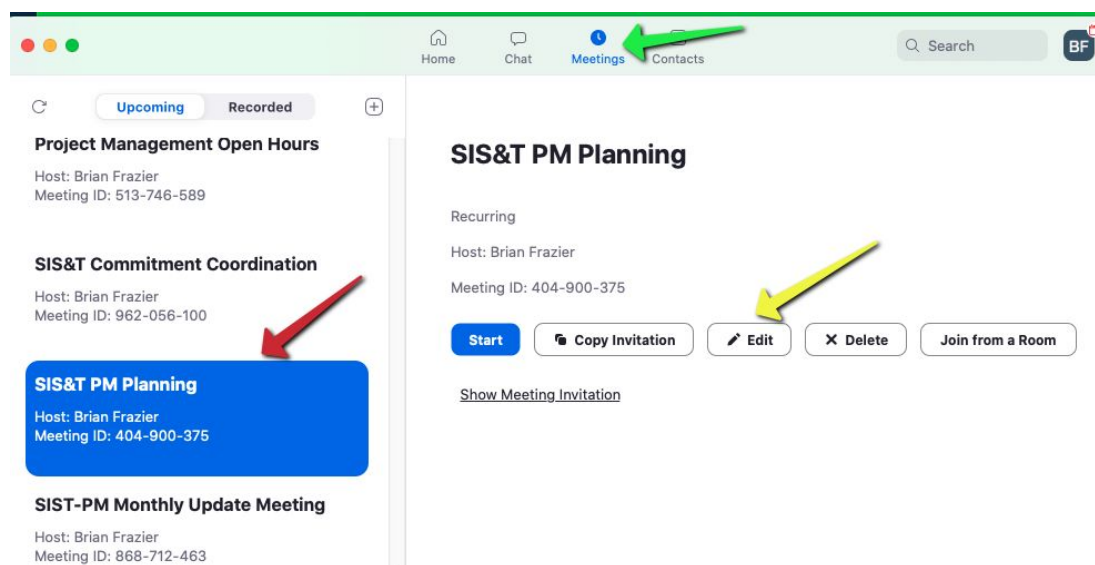 Home Chat Meetings Contacts
Search
BF
Upcoming Recorded
Project Management Open Hours
Host: Brian Frazier
Meeting ID: 513-746-589
SIS&T Commitment Coordination
Host: Brian Frazier
Meeting ID: 962-056-100
SIS&T PM Planning
Host: Brian Frazier
Meeting ID: 404-900-375
SIST-PM Monthly Update Meeting
Host: Brian Frazier
Meeting ID: 868-712-463
SIS&T PM Planning
Recurring
Host: Brian Frazier
Meeting ID: 404-900-375
Start Copy Invitation Edit Delete Join from a Room
Show Meeting Invitation